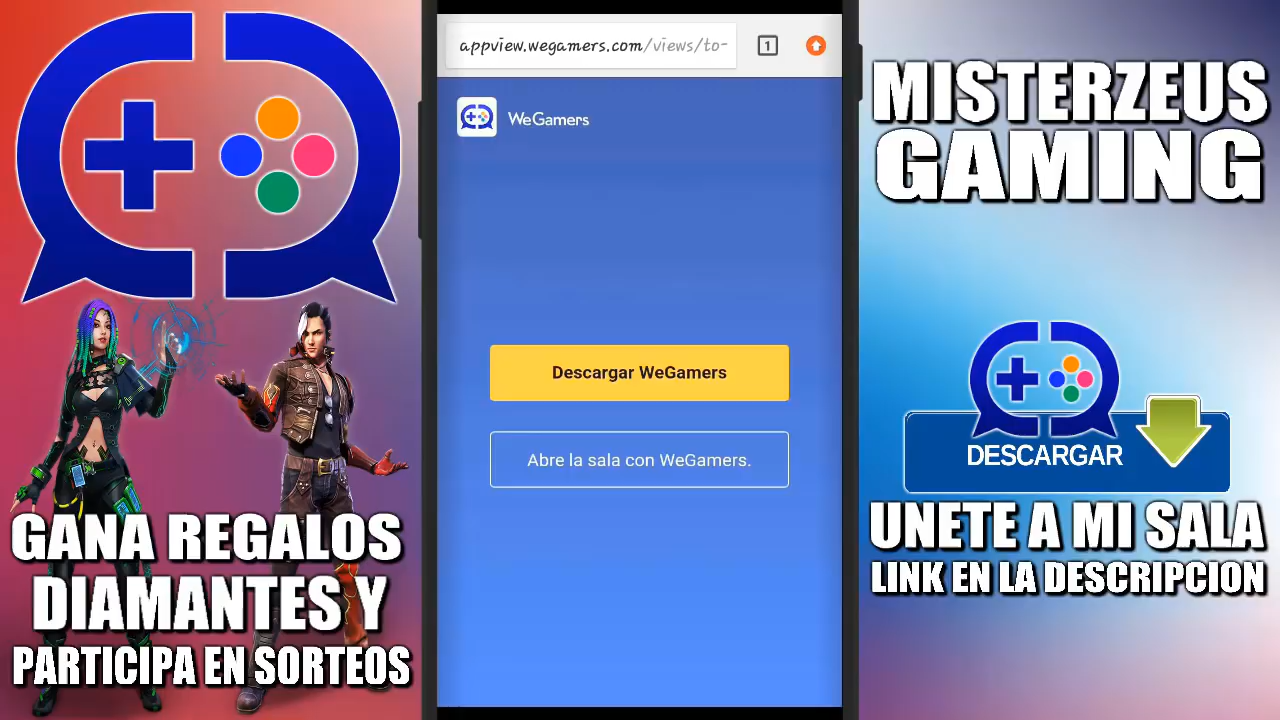 GANA REGALOS
DIAMANTES Y
PARTICIPA EN SORTEOS
appview.wegamers.com/views/to-
1
WeGamers
Descargar WeGamers
Abre la sala con WeGamers.
MISTERZEUS
GAMING
DESCARGAR
UNETE A MI SALA
LINK EN LA DESCRIPCION